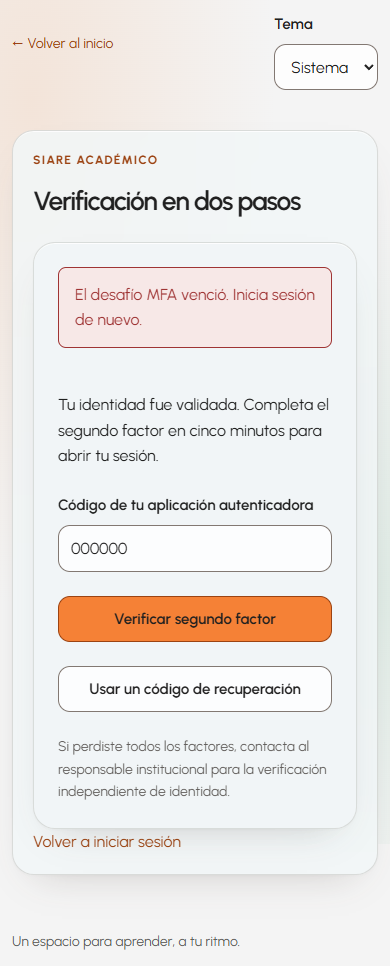 ← Volver al inicio
Tema
Sistema
SIARE ACADÉMICO
Verificación en dos pasos
El desafío MFA venció. Inicia sesión
de nuevo.
Tu identidad fue validada. Completa el
segundo factor en cinco minutos para
abrir tu sesión.
Código de tu aplicación autenticadora
000000
Verificar segundo factor
Usar un código de recuperación
Si perdiste todos los factores, contacta al
responsable institucional para la verificación
independiente de identidad.
Volver a iniciar sesión
Un espacio para aprender, a tu ritmo.